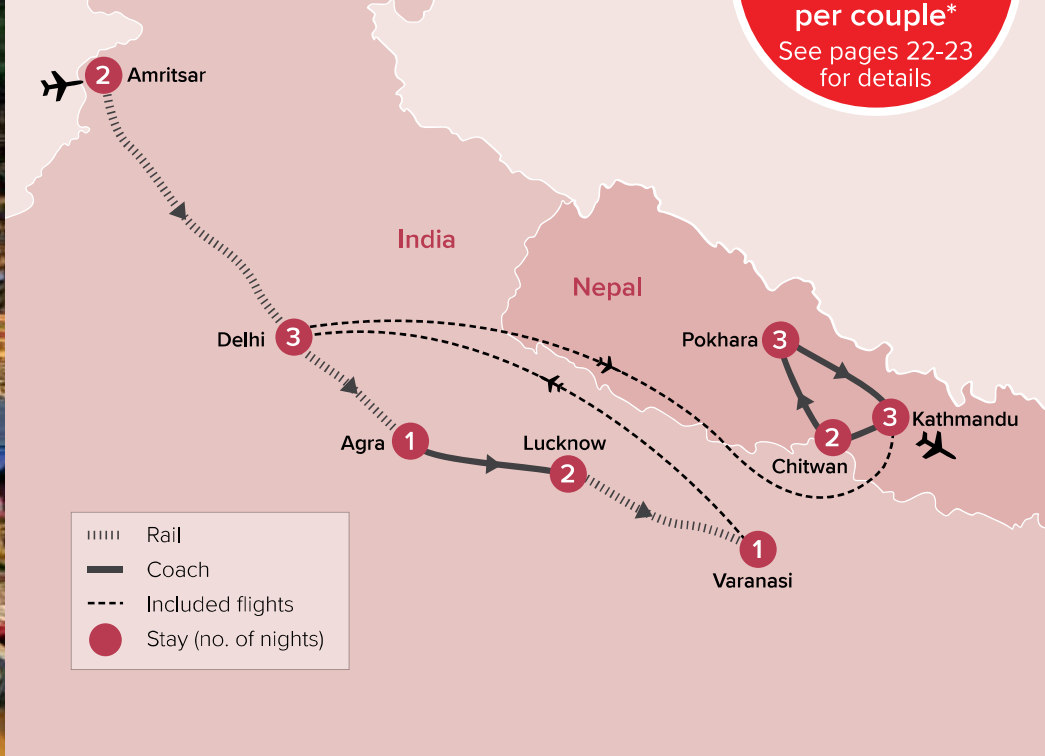 per couple*
See pages 22-23
for details
2 Amritsar
India
Nepal
Delhi 3
Pokhara 3
3 Kathmandu
Agra 1
Lucknow
2
2
Chitwan
1
Varanasi
Rail
Coach
Included flights
Stay (no. of nights)